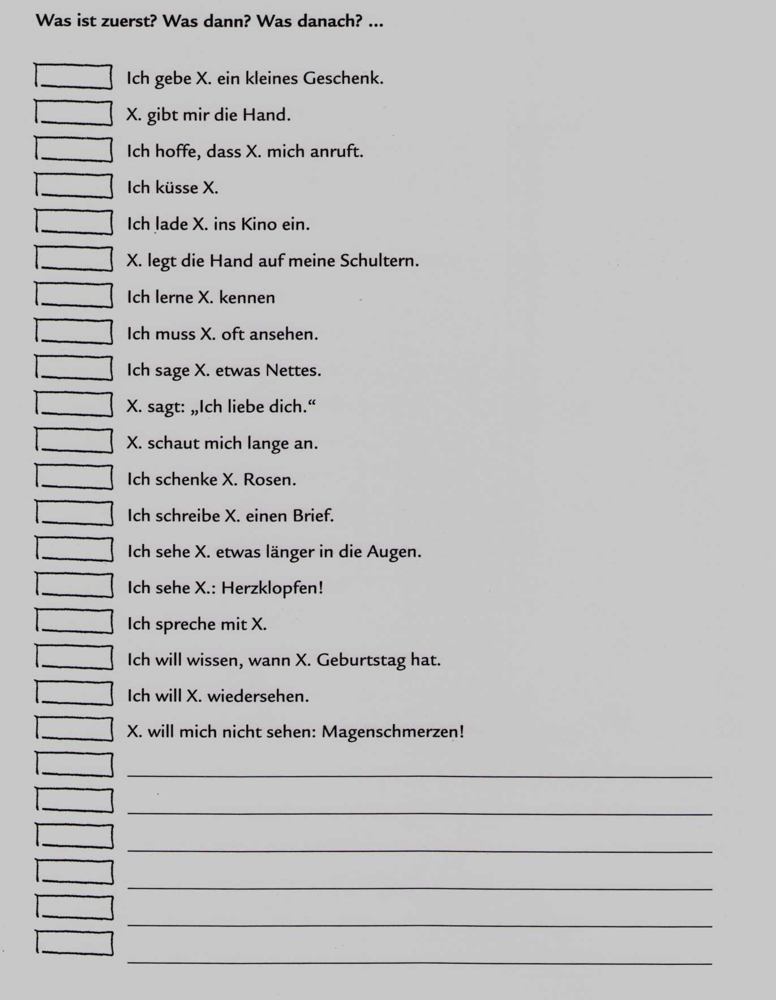 Was ist zuerst? Was dann? Was danach? ...
Ich gebe X. ein kleines Geschenk.
X. gibt mir die Hand.
Ich hoffe, dass X. mich anruft.
Ich küsse X.
Ich lade X. ins Kino ein.
X. legt die Hand auf meine Schultern.
Ich lerne X. kennen
Ich muss X. oft ansehen.
Ich sage X. etwas Nettes.
X. sagt: „Ich liebe dich.“
X. schaut mich lange an.
Ich schenke X. Rosen.
Ich schreibe X. einen Brief.
Ich sehe X. etwas länger in die Augen.
Ich sehe X.: Herzklopfen!
Ich spreche mit X.
Ich will wissen, wann X. Geburtstag hat.
Ich will X. wiedersehen.
X. will mich nicht sehen: Magenschmerzen!